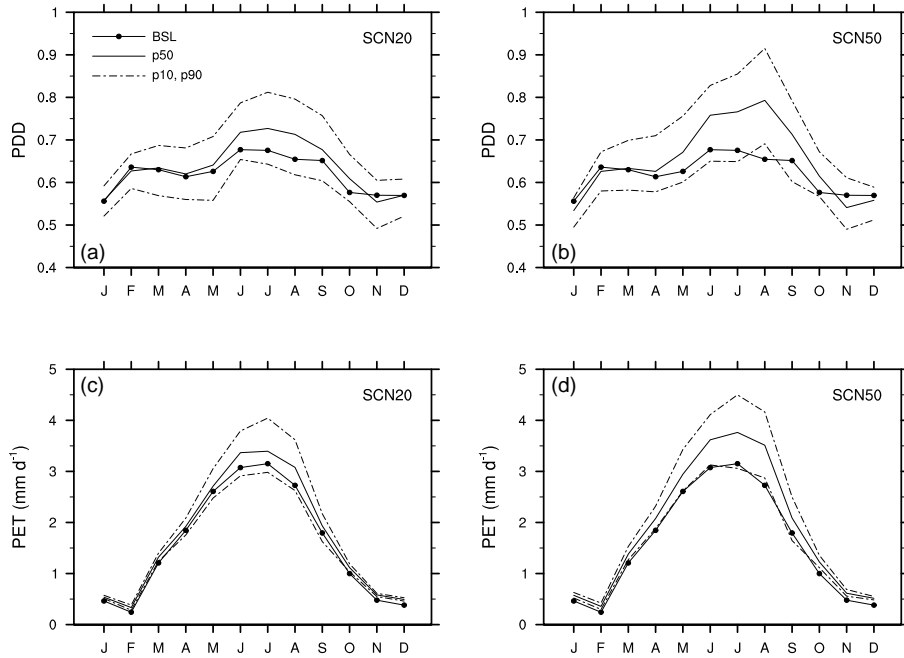 1
0.9
0.8
0.7
0.6
0.5
0.4
PDD
BSL
p50
p10, p90
SCN20
(a)
J F M A M J J A S O N D
1
0.9
0.8
0.7
0.6
0.5
0.4
PDD
SCN50
(b)
J F M A M J J A S O N D
5
4
3
2
1
0
PET (mm d⁻¹)
(c)
SCN20
J F M A M J J A S O N D
5
4
3
2
1
0
PET (mm d⁻¹)
(d)
SCN50
J F M A M J J A S O N D